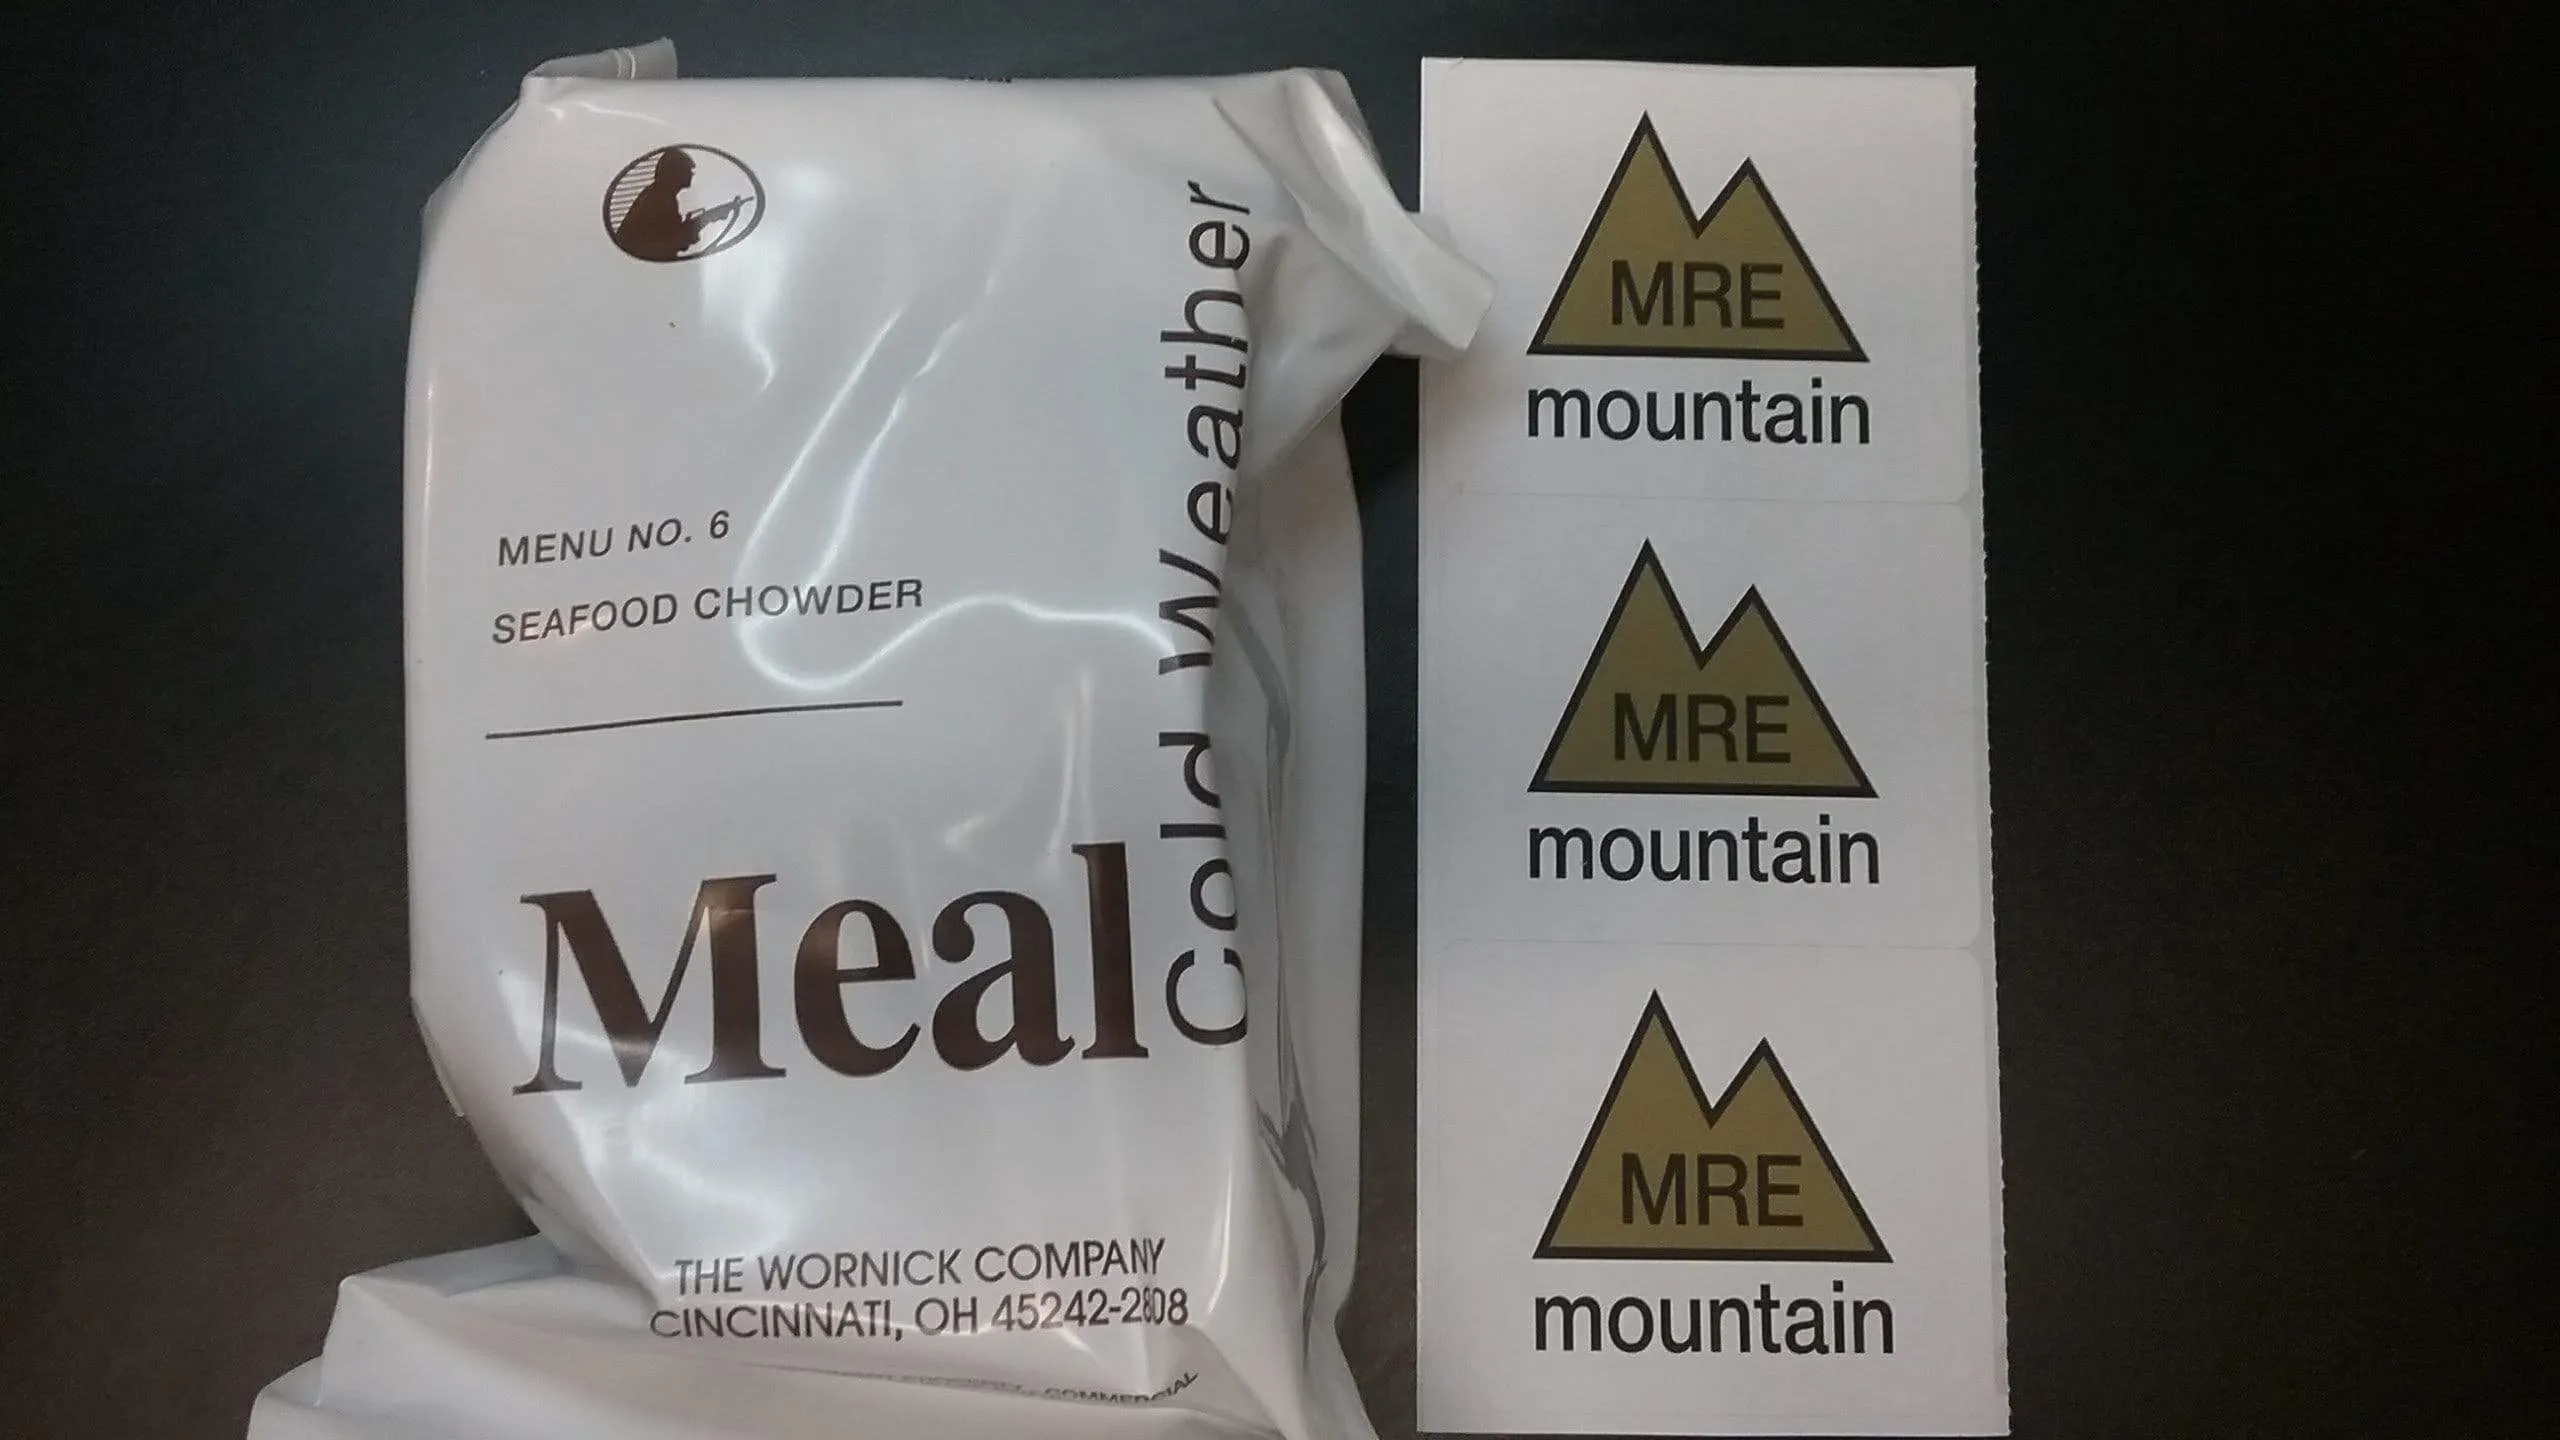 MENU NO. 6
SEAFOOD CHOWDER
Meal
Cold Weather
THE WORNICK COMPANY
CINCINNATI, OH 45242-2808
COMMERCIAL
MRE
mountain
MRE
mountain
MRE
mountain